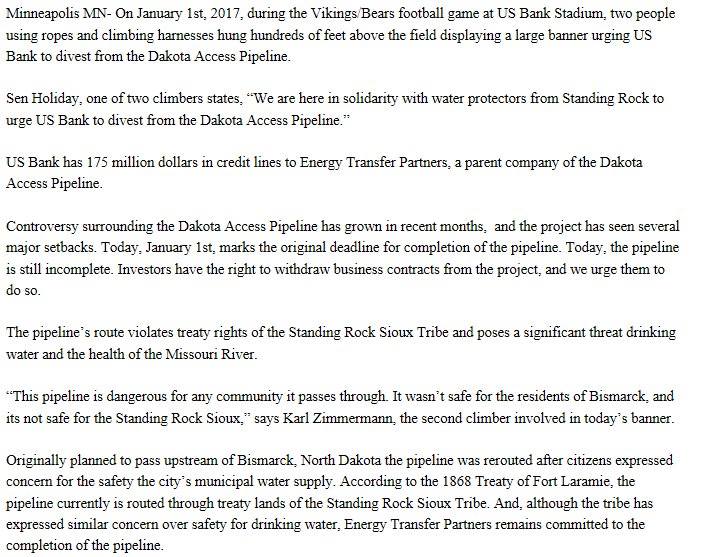 Minneapolis MN- On January 1st, 2017, during the Vikings/Bears football game at US Bank Stadium, two people
using ropes and climbing harnesses hung hundreds of feet above the field displaying a large banner urging US
Bank to divest from the Dakota Access Pipeline.
Sen Holiday, one of two climbers states, “We are here in solidarity with water protectors from Standing Rock to
urge US Bank to divest from the Dakota Access Pipeline.”
US Bank has 175 million dollars in credit lines to Energy Transfer Partners, a parent company of the Dakota
Access Pipeline.
Controversy surrounding the Dakota Access Pipeline has grown in recent months,  and the project has seen several
major setbacks. Today, January 1st, marks the original deadline for completion of the pipeline. Today, the pipeline
is still incomplete. Investors have the right to withdraw business contracts from the project, and we urge them to
do so.
The pipeline’s route violates treaty rights of the Standing Rock Sioux Tribe and poses a significant threat drinking
water and the health of the Missouri River.
“This pipeline is dangerous for any community it passes through. It wasn’t safe for the residents of Bismarck, and
its not safe for the Standing Rock Sioux,” says Karl Zimmermann, the second climber involved in today’s banner.
Originally planned to pass upstream of Bismarck, North Dakota the pipeline was rerouted after citizens expressed
concern for the safety the city’s municipal water supply. According to the 1868 Treaty of Fort Laramie, the
pipeline currently is routed through treaty lands of the Standing Rock Sioux Tribe. And, although the tribe has
expressed similar concern over safety for drinking water, Energy Transfer Partners remains committed to the
completion of the pipeline.